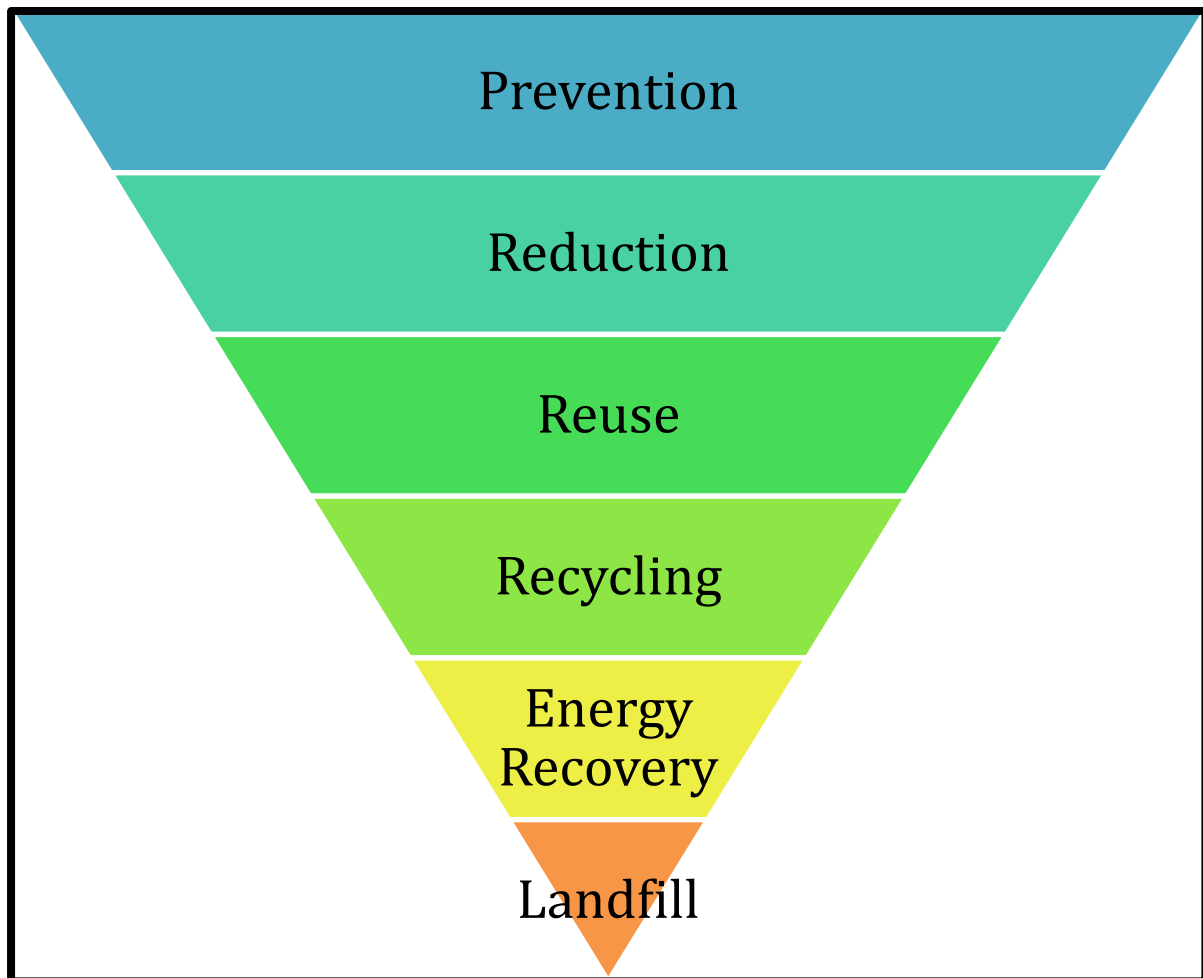 Prevention
Reduction
Reuse
Recycling
Energy
Recovery
Landfill